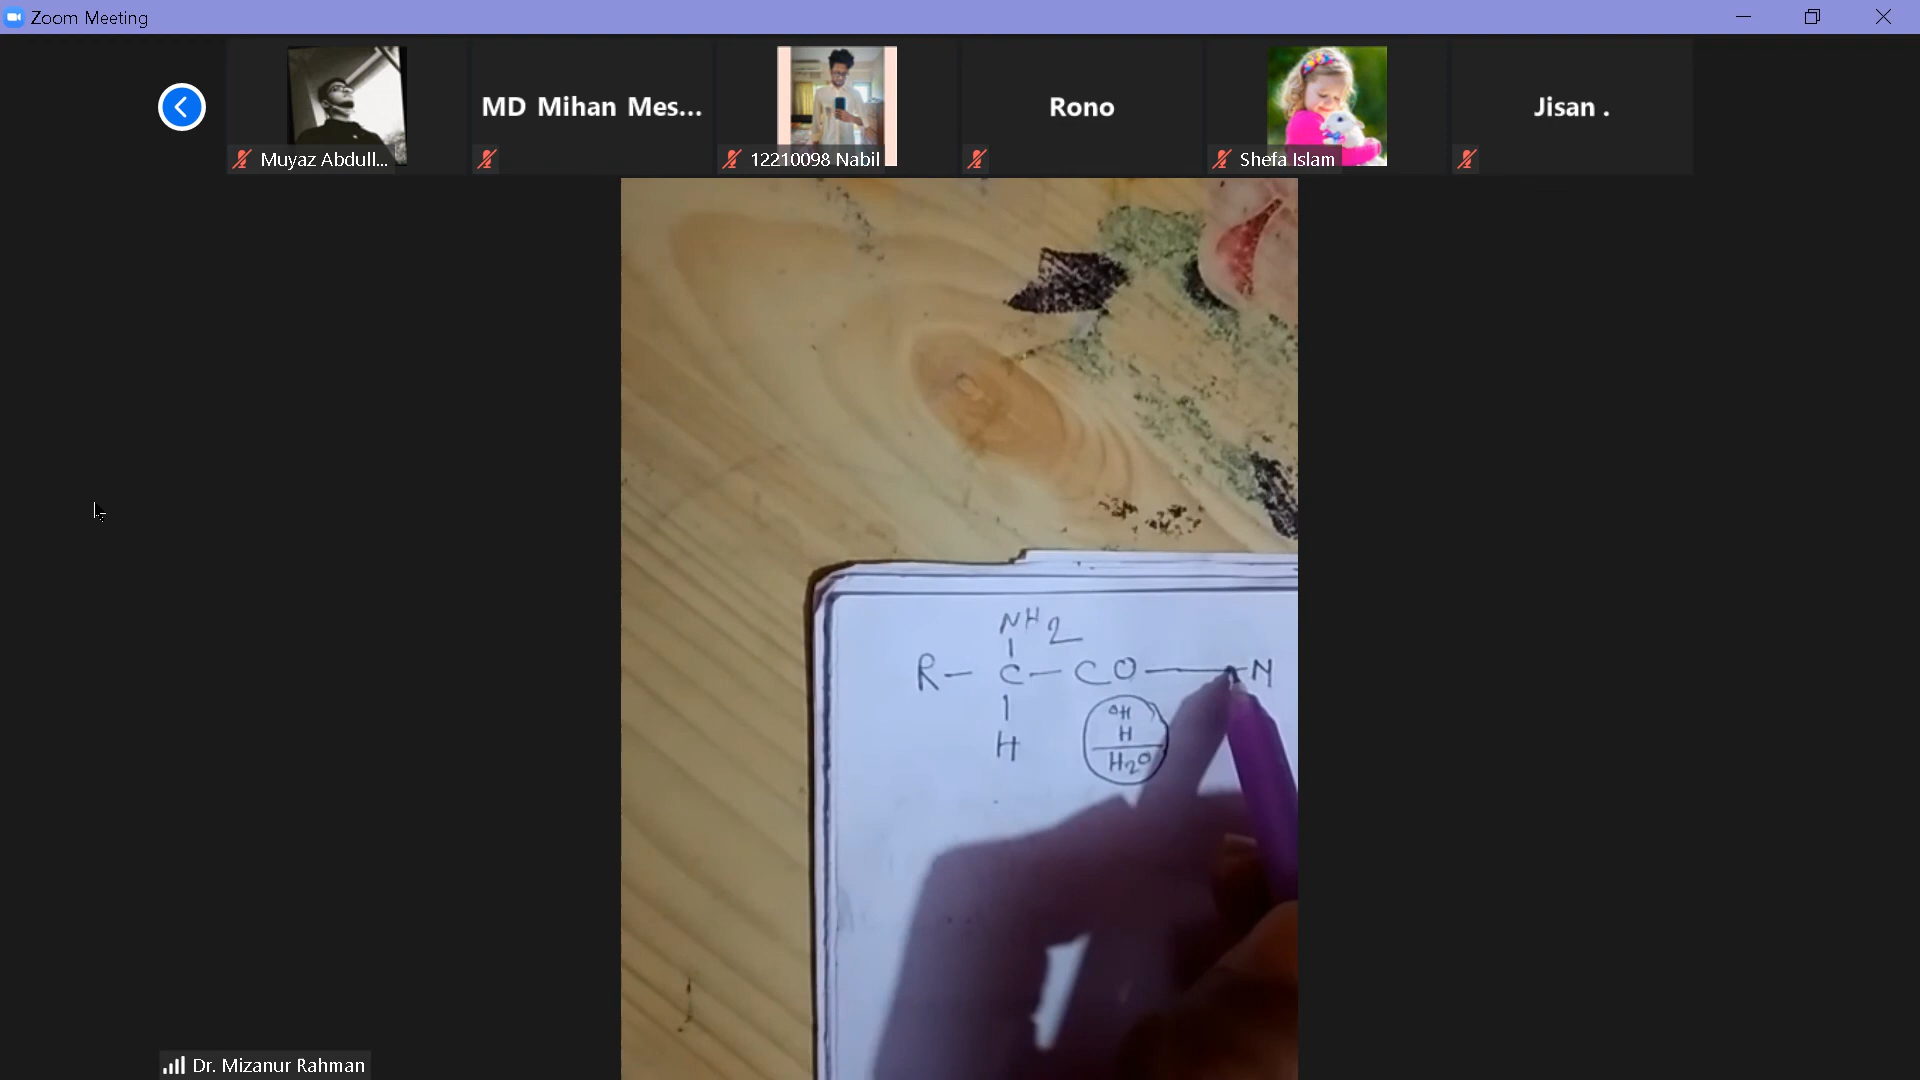 Zoom Meeting
MD Mihan Mes...
Rono
Jisan .
Muyaz Abdull...
12210098 Nabil
Shefa Islam
NH2
R- C-CO-N
H
OH
H
H2O
Dr. Mizanur Rahman